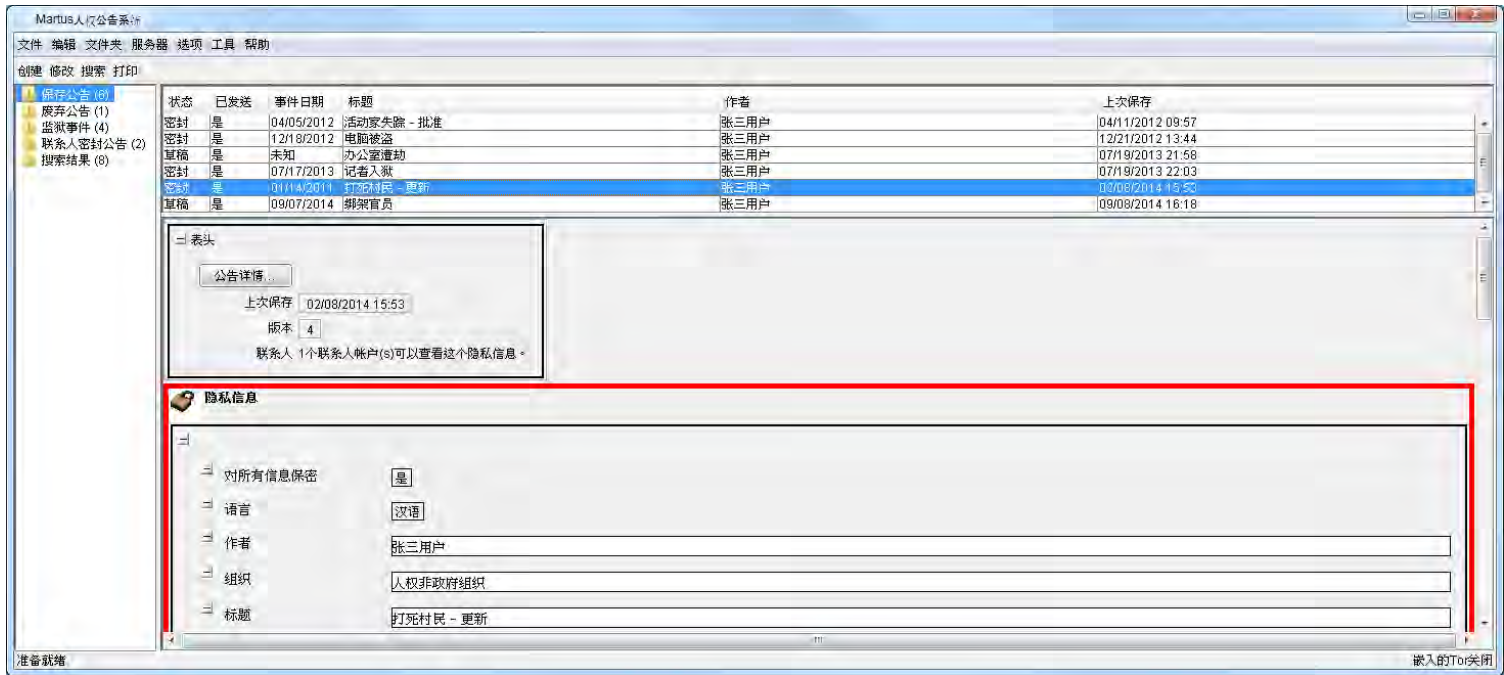 Martus人权公告系统
文件 编辑 文件夹 服务器 选项 工具 帮助
创建 修改 搜索 打印
保存公告 (6)
废弃公告 (1)
监狱事件 (4)
联系人密封公告 (2)
搜索结果 (8)
状态 已发送 事件日期 标题 作者 上次保存
密封 是 04/05/2012 活动家失踪 - 批准 张三用户 04/11/2012 09:57
密封 是 12/18/2012 电脑被盗 张三用户 12/21/2012 13:44
草稿 是 未知 办公室遭劫 张三用户 07/19/2013 21:58
密封 是 07/17/2013 记者入狱 张三用户 07/19/2013 22:03
密封 是 01/14/2011 打死村民 - 更新 张三用户 02/08/2014 15:53
草稿 是 09/07/2014 绑架官员 张三用户 09/08/2014 16:18
表头
公告详情...
上次保存 02/08/2014 15:53
版本 4
联系人 1个联系人帐户(s)可以查看这个隐私信息。
隐私信息
对所有信息保密 是
语言 汉语
作者 张三用户
组织 人权非政府组织
标题 打死村民 - 更新
准备就绪 嵌入的Tor关闭